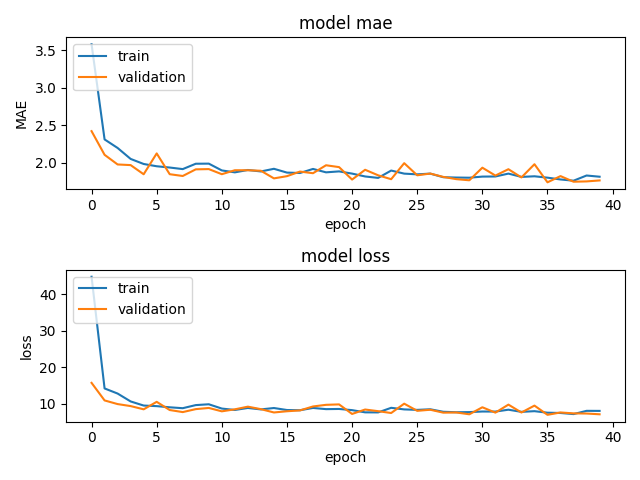 model mae
3.5
3.0
2.5
2.0
MAE
train
validation
0 5 10 15 20 25 30 35 40
epoch
model loss
40
30
20
10
loss
train
validation
0 5 10 15 20 25 30 35 40
epoch